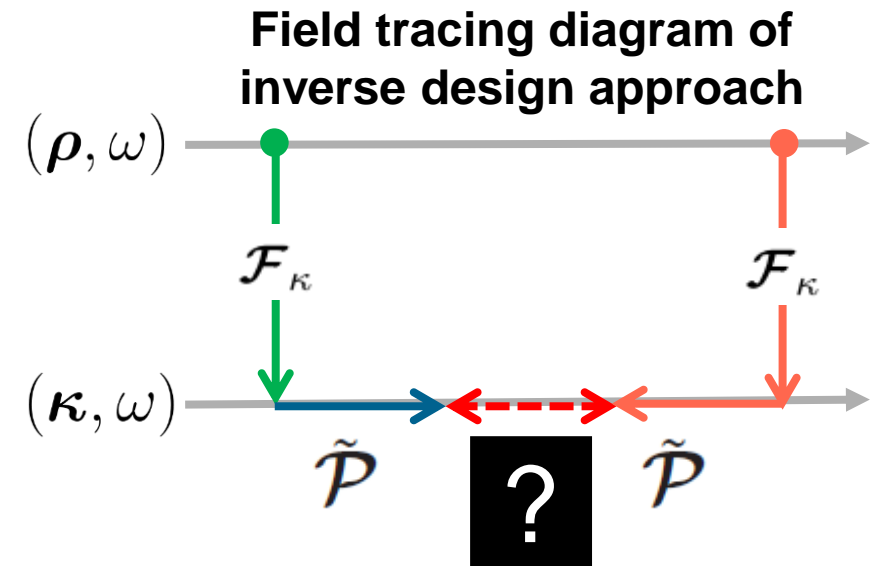 Field tracing diagram of
inverse design approach
(ρ, ω)
ℱκ ℱκ
(κ, ω)
𝒫̃ ? 𝒫̃